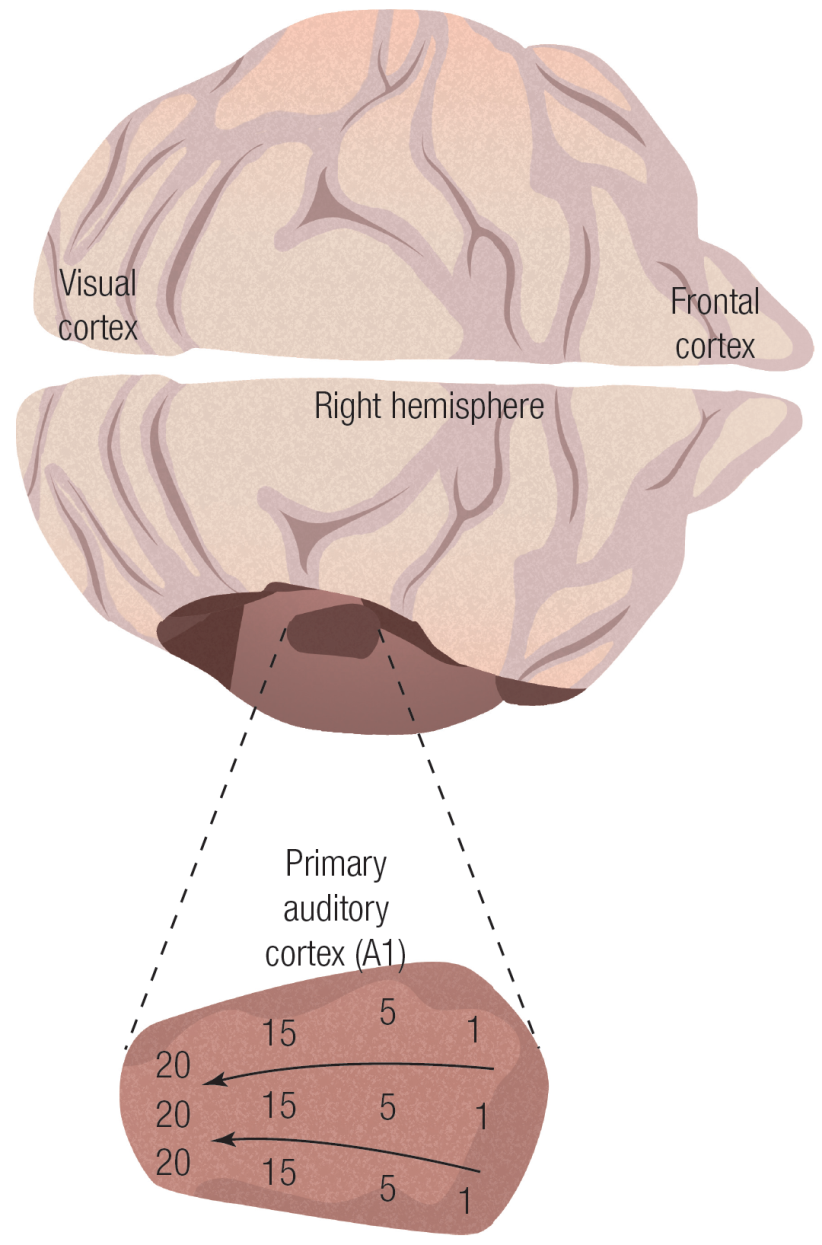 Visual
cortex
Frontal
cortex
Right hemisphere
Primary
auditory
cortex (A1)
20 15 5 1
20 15 5 1
20 15 5 1